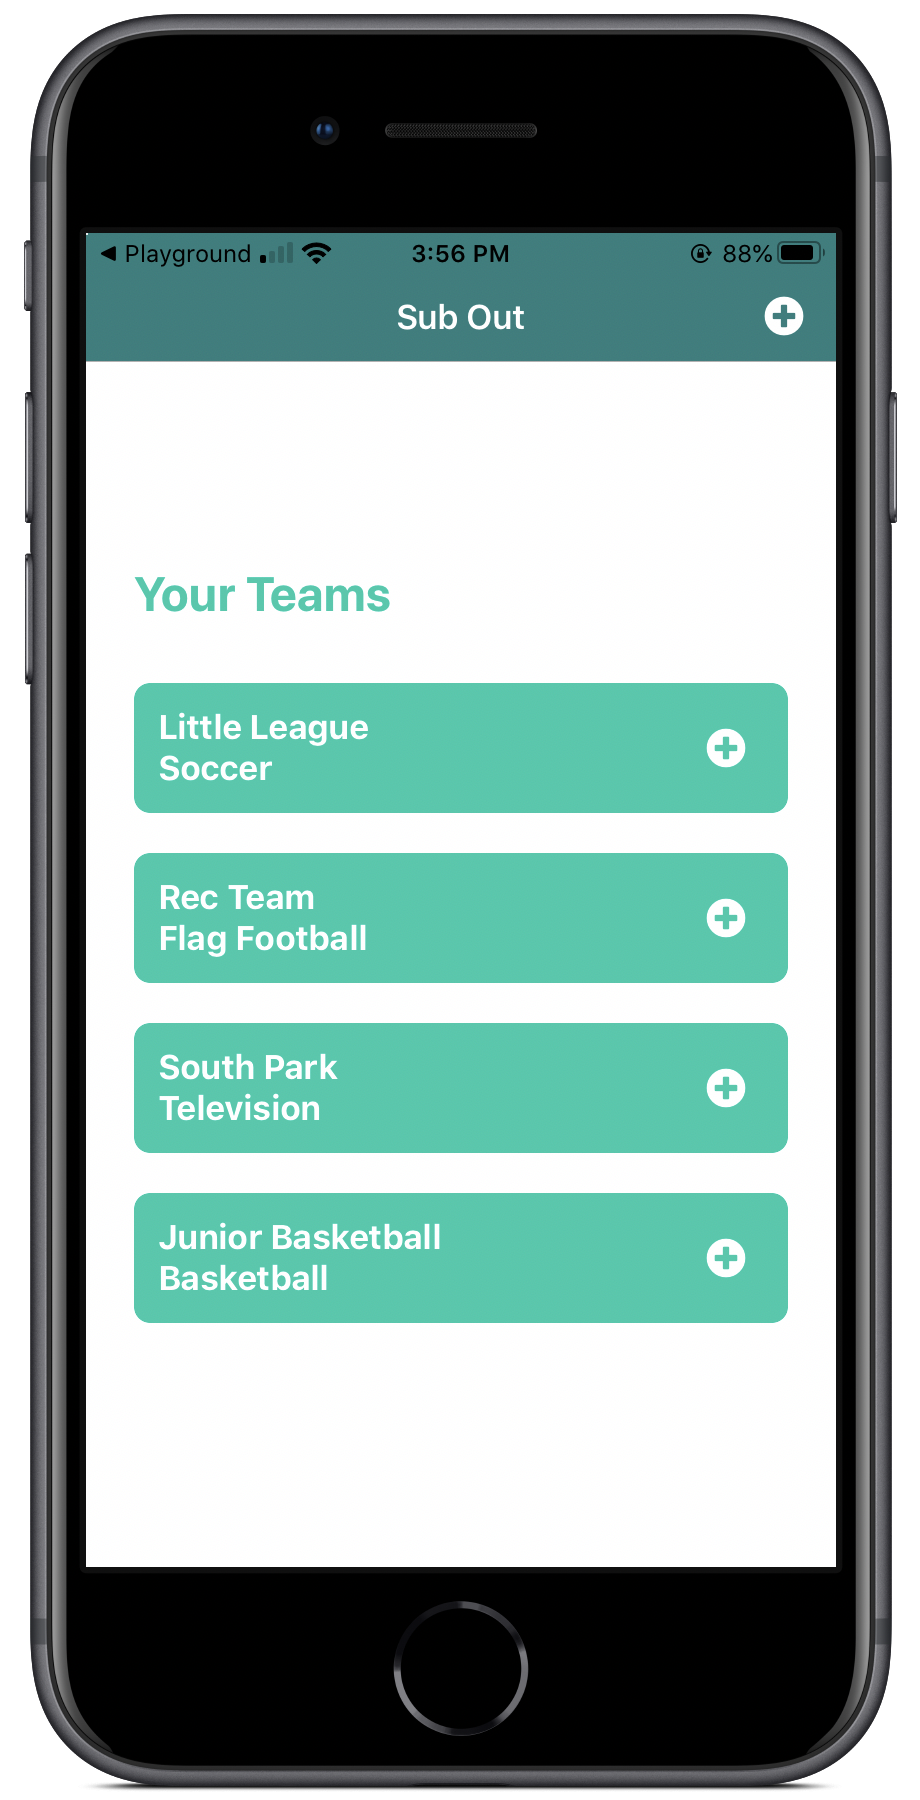 Playground
3:56 PM
88%
Sub Out
Your Teams
Little League
Soccer
Rec Team
Flag Football
South Park
Television
Junior Basketball
Basketball